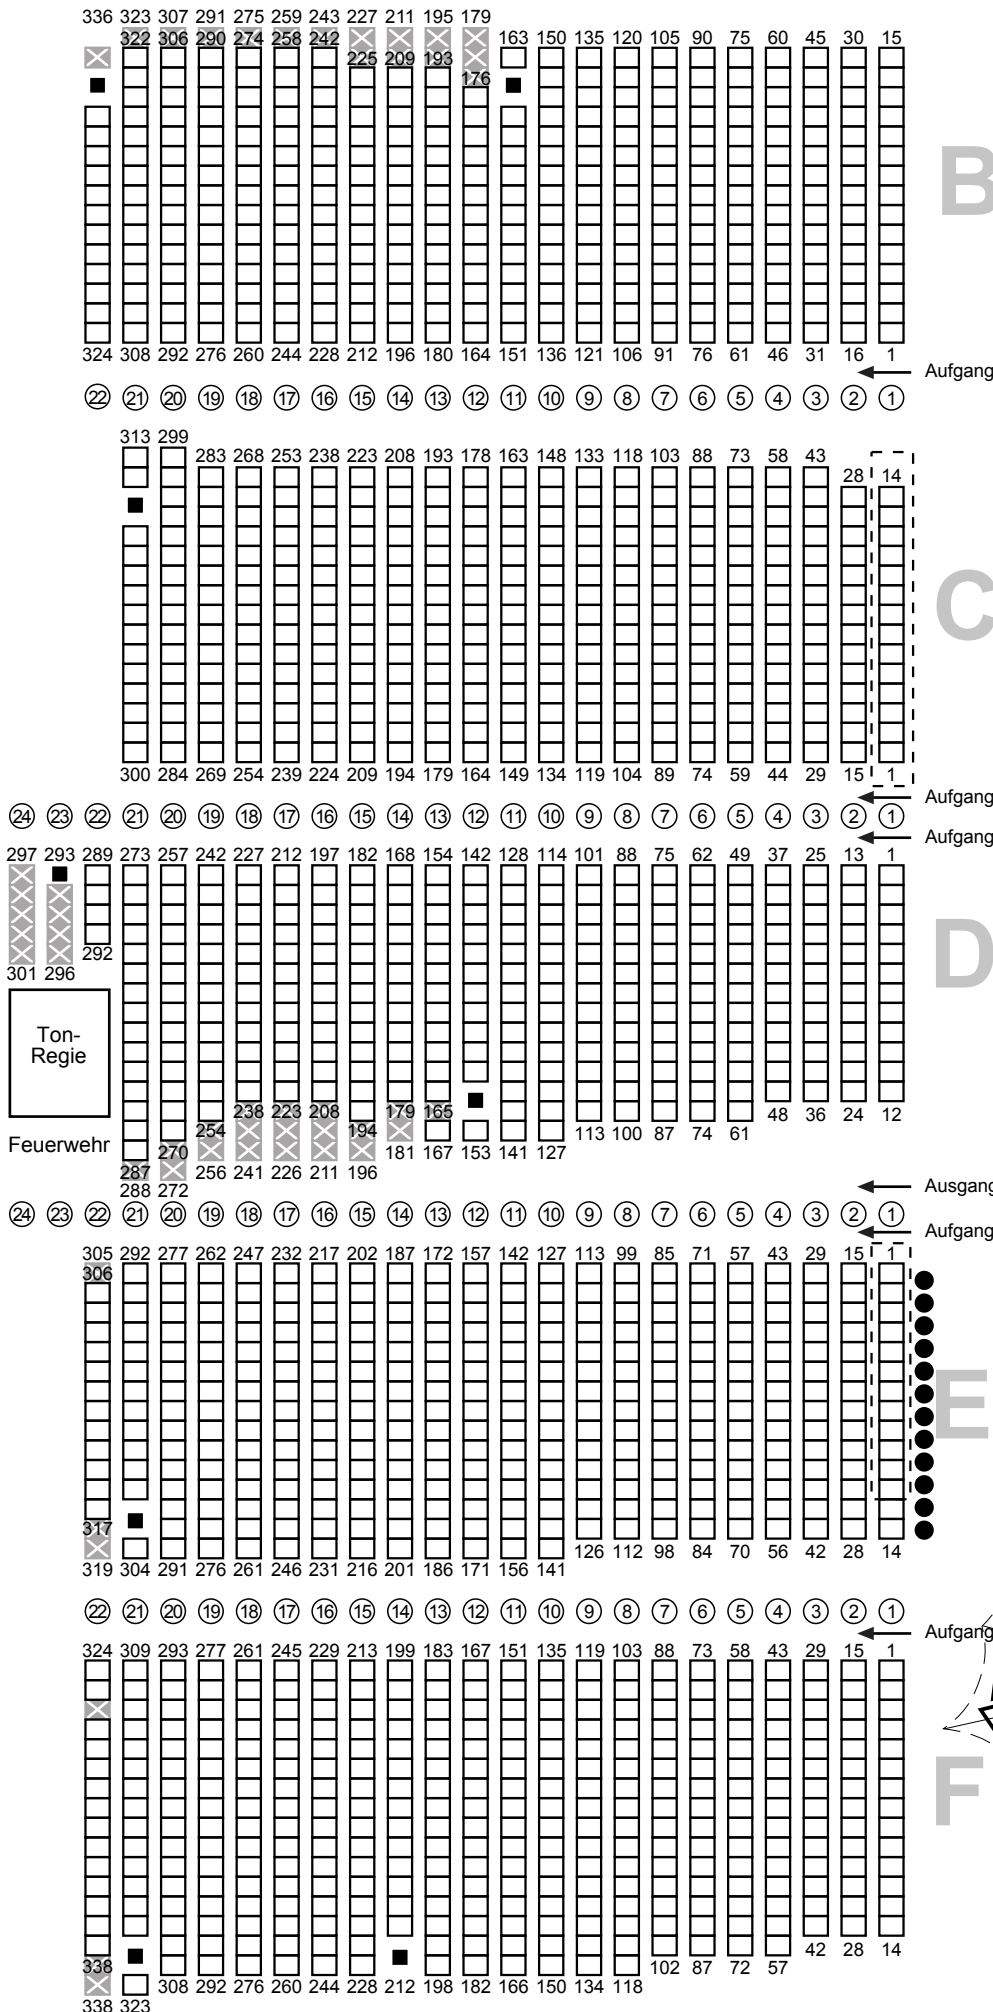 336 323 307 291 275 259 243 227 211 195 179
322 306 290 274 258 242 163 150 135 120 105 90 75 60 45 30 15
225 209 193
176
B
324 308 292 276 260 244 228 212 196 180 164 151 136 121 106 91 76 61 46 31 16 1
Aufgang
22 21 20 19 18 17 16 15 14 13 12 11 10 9 8 7 6 5 4 3 2 1
313 299
283 268 253 238 223 208 193 178 163 148 133 118 103 88 73 58 43
28 14
C
300 284 269 254 239 224 209 194 179 164 149 134 119 104 89 74 59 44 29 15 1
Aufgang
24 23 22 21 20 19 18 17 16 15 14 13 12 11 10 9 8 7 6 5 4 3 2 1
Aufgang
297 293 289 273 257 242 227 212 197 182 168 154 142 128 114 101 88 75 62 49 37 25 13 1
D
292
301 296
Ton-
Regie
238 223 208 179 165 48 36 24 12
254 194 113 100 87 74 61
Feuerwehr
270 181 167 153 141 127
287 272 256 241 226 211 196
288
Ausgang
24 23 22 21 20 19 18 17 16 15 14 13 12 11 10 9 8 7 6 5 4 3 2 1
Aufgang
305 292 277 262 247 232 217 202 187 172 157 142 127 113 99 85 71 57 43 29 15 1
306
E
317
126 112 98 84 70 56 42 28 14
319 304 291 276 261 246 231 216 201 186 171 156 141
22 21 20 19 18 17 16 15 14 13 12 11 10 9 8 7 6 5 4 3 2 1
Aufgang
324 309 293 277 261 245 229 213 199 183 167 151 135 119 103 88 73 58 43 29 15 1
F
42 28 14
338 102 87 72 57
308 292 276 260 244 228 212 198 182 166 150 134 118
338 323